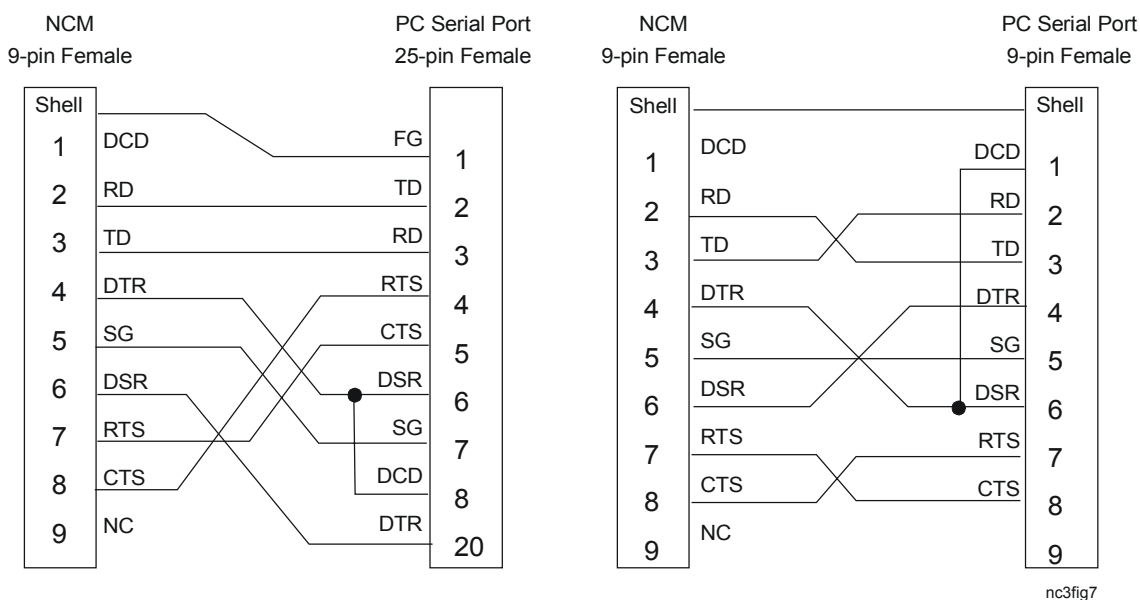 NCM
9-pin Female
PC Serial Port
25-pin Female
Shell
1 DCD
2 RD
3 TD
4 DTR
5 SG
6 DSR
7 RTS
8 CTS
9 NC
FG 1
TD 2
RD 3
RTS 4
CTS 5
DSR 6
SG 7
DCD 8
DTR 20
NCM
9-pin Female
PC Serial Port
9-pin Female
Shell
1 DCD
2 RD
3 TD
4 DTR
5 SG
6 DSR
7 RTS
8 CTS
9 NC
Shell
DCD 1
RD 2
TD 3
DTR 4
SG 5
DSR 6
RTS 7
CTS 8
9
nc3fig7